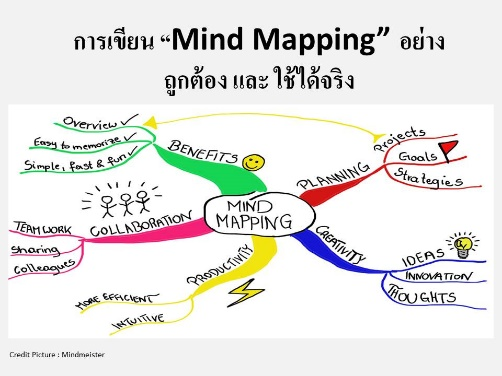 การเขียน “Mind Mapping” อย่าง
ถูกต้อง และ ใช้ได้จริง
Overview ✓
Easy to memorize ✓
Simple, fast & fun ✓
BENEFITS
Projects
Goals
Strategies
PLANNING
MIND
MAPPING
COLLABORATION
TEAM WORK
Sharing
Colleagues
PRODUCTIVITY
MORE EFFICIENT
INTUITIVE
CREATIVITY
IDEAS
INNOVATION
THOUGHTS
Credit Picture : Mindmeister